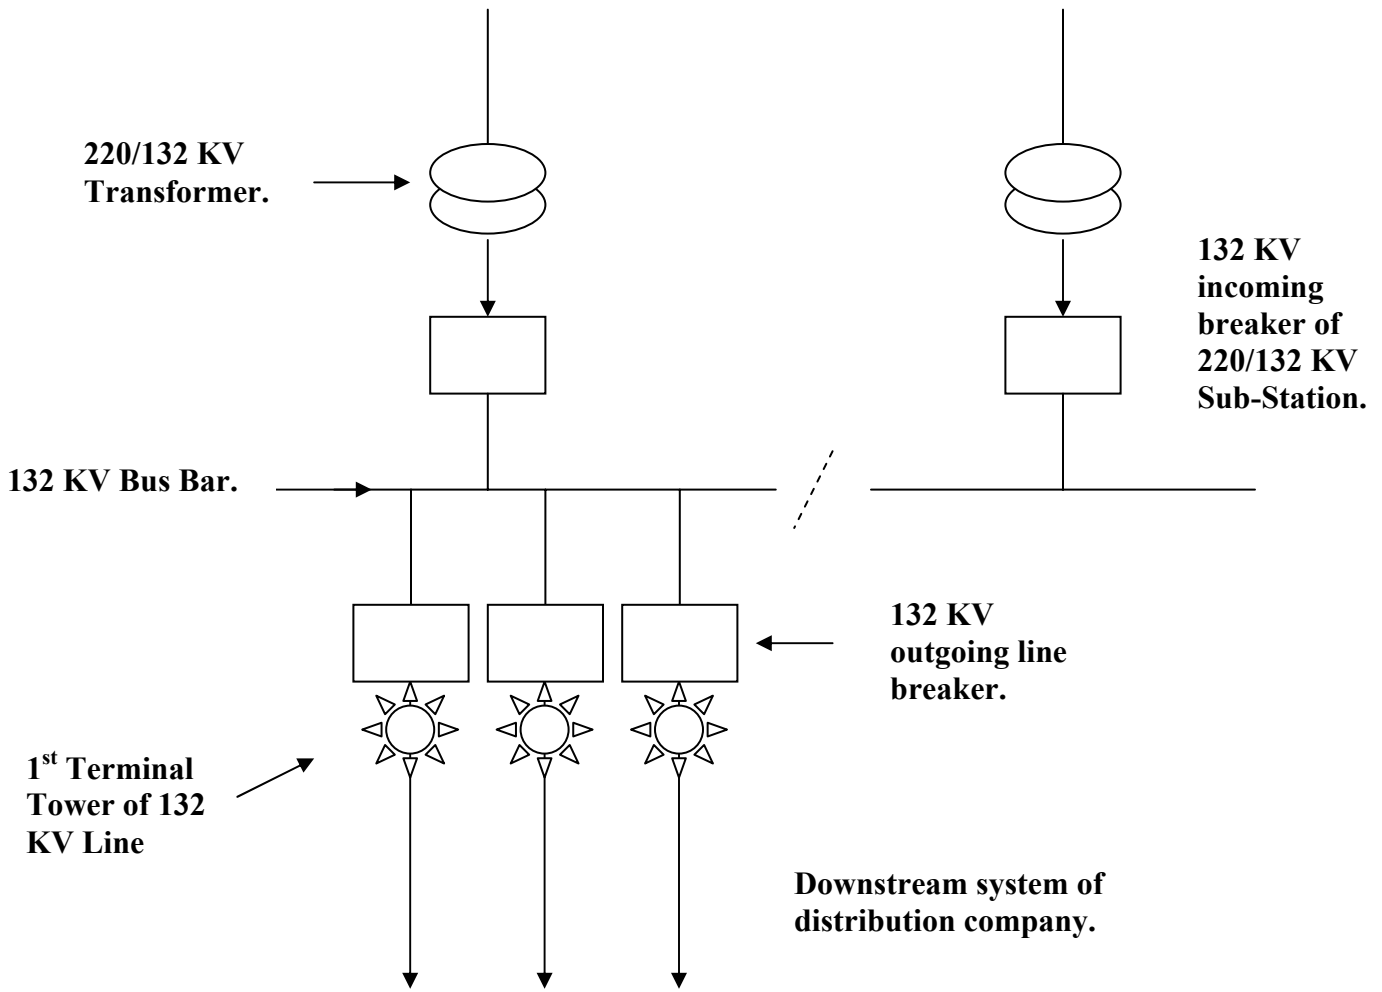 220/132 KV
Transformer.
132 KV
incoming
breaker of
220/132 KV
Sub-Station.
132 KV Bus Bar.
132 KV
outgoing line
breaker.
1st Terminal
Tower of 132
KV Line
Downstream system of
distribution company.